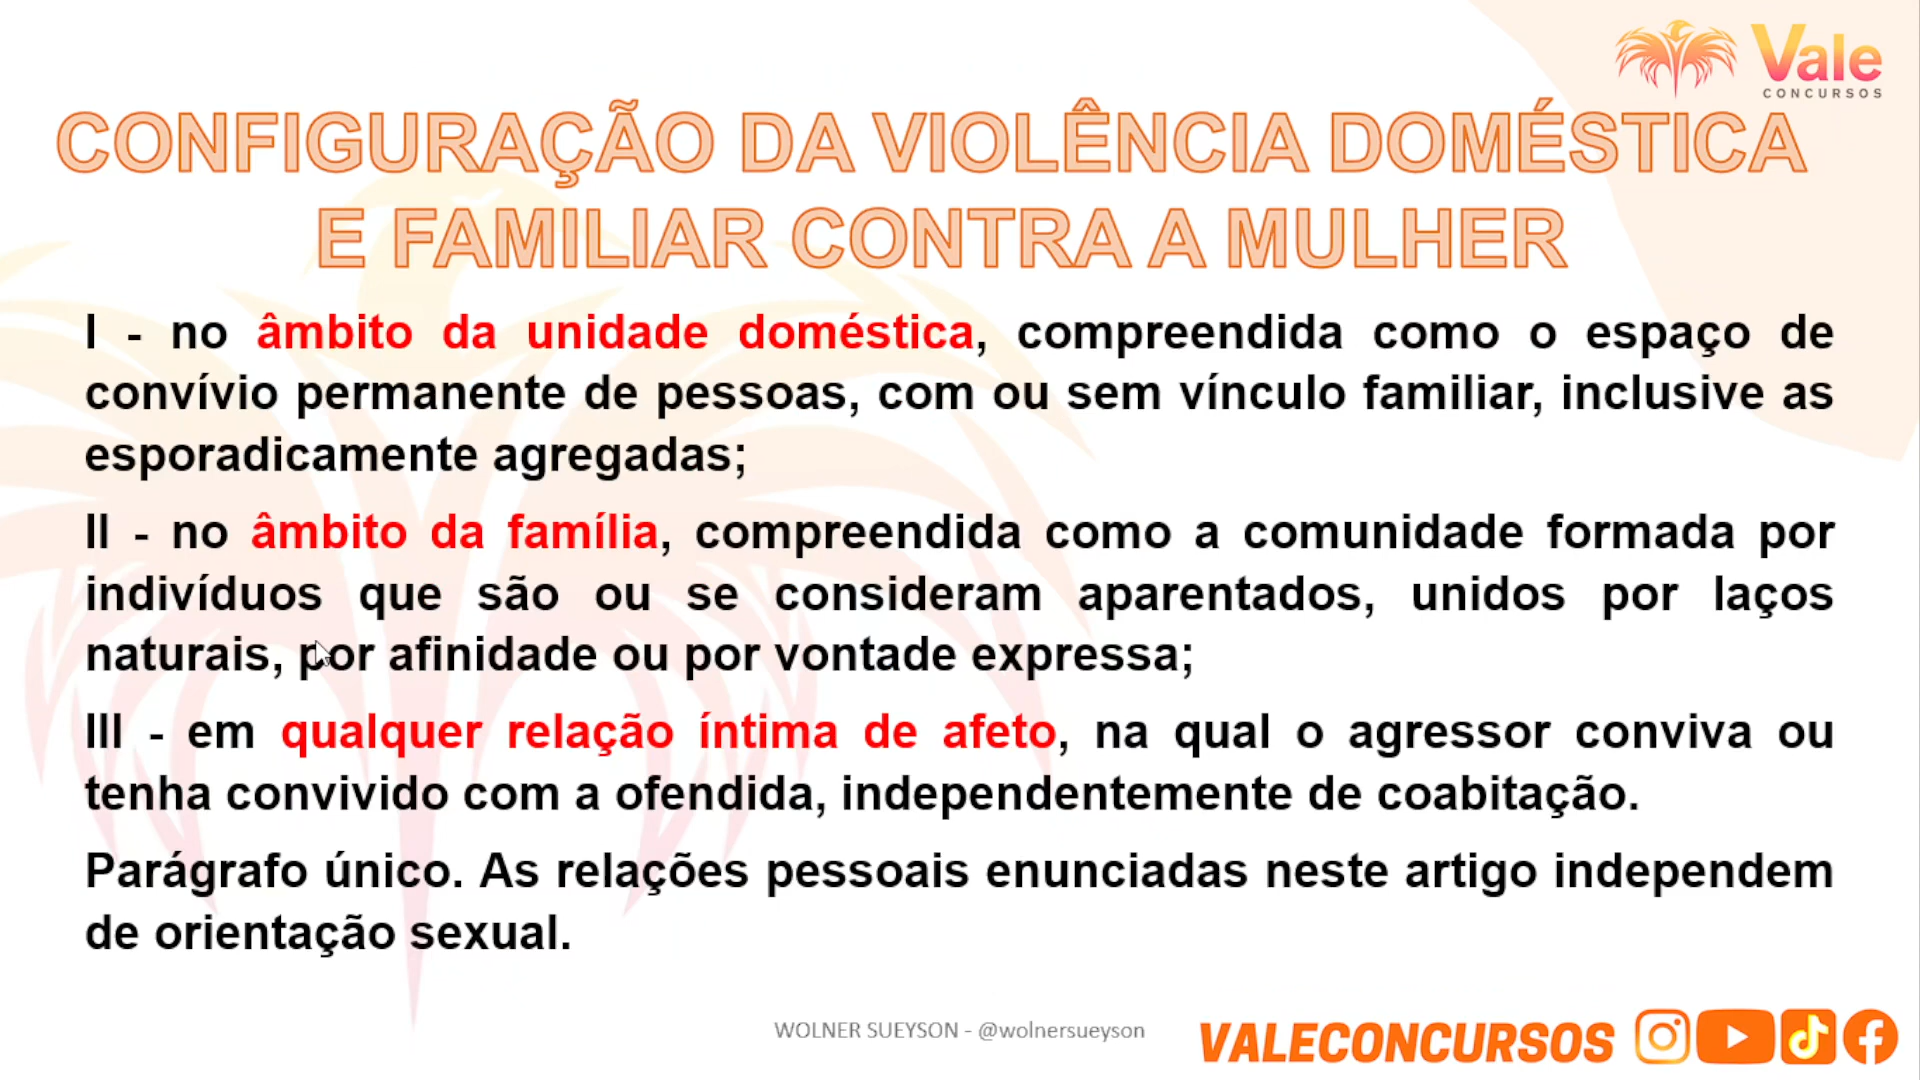 Vale
CONCURSOS
CONFIGURAÇÃO DA VIOLÊNCIA DOMÉSTICA
E FAMILIAR CONTRA A MULHER
I - no âmbito da unidade doméstica, compreendida como o espaço de
convívio permanente de pessoas, com ou sem vínculo familiar, inclusive as
esporadicamente agregadas;
II - no âmbito da família, compreendida como a comunidade formada por
indivíduos que são ou se consideram aparentados, unidos por laços
naturais, por afinidade ou por vontade expressa;
III - em qualquer relação íntima de afeto, na qual o agressor conviva ou
tenha convivido com a ofendida, independentemente de coabitação.
Parágrafo único. As relações pessoais enunciadas neste artigo independem
de orientação sexual.
WOLNER SUEYSON - @wolnersueyson
VALECONCURSOS